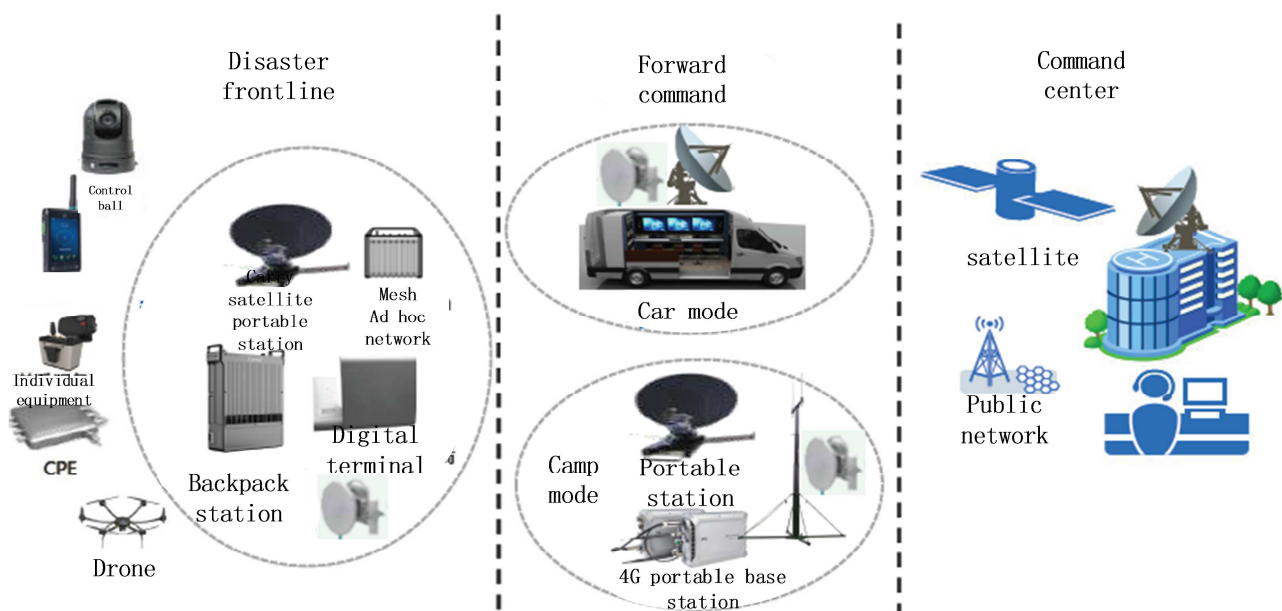 Disaster
frontline
Control
ball
Carry
satellite
portable
station
Mesh
Ad hoc
network
Individual
equipment
CPE
Digital
terminal
Backpack
station
Drone
Forward
command
Car mode
Camp
mode
Portable
station
4G portable base
station
Command
center
satellite
Public
network